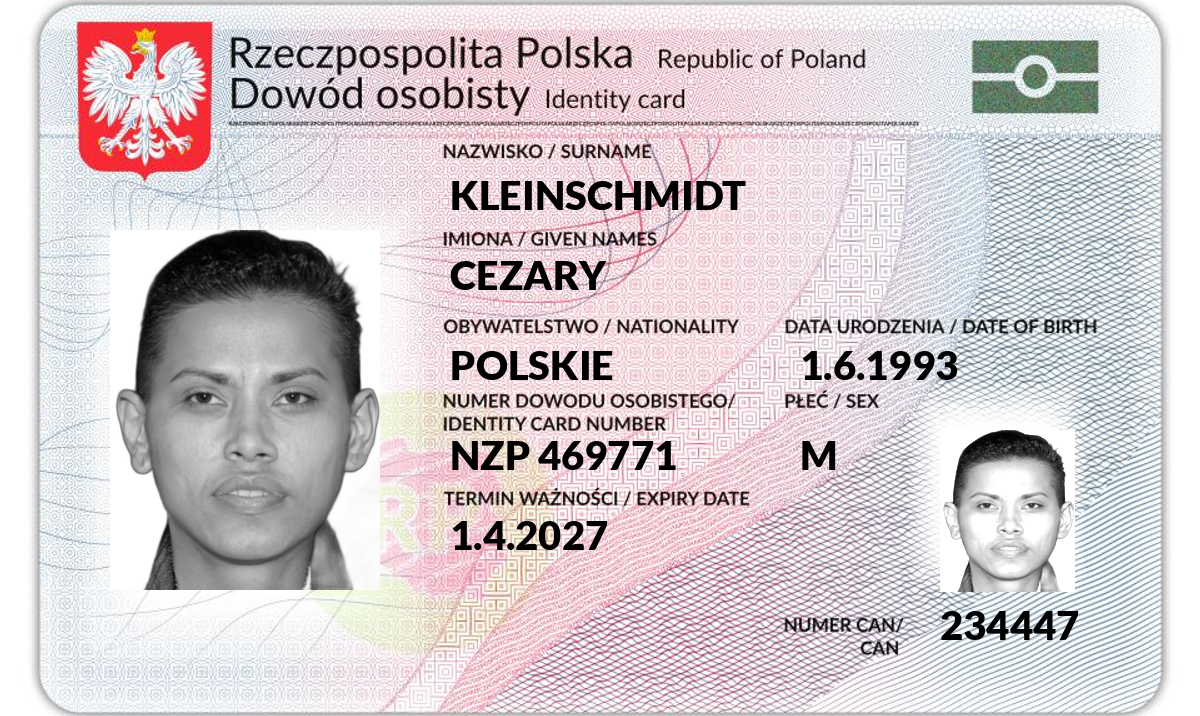 Rzeczpospolita Polska Republic of Poland
Dowód osobisty Identity card
NAZWISKO / SURNAME
KLEINSCHMIDT
IMIONA / GIVEN NAMES
CEZARY
OBYWATELSTWO / NATIONALITY DATA URODZENIA / DATE OF BIRTH
POLSKIE 1.6.1993
NUMER DOWODU OSOBISTEGO/ PŁEĆ / SEX
IDENTITY CARD NUMBER
NZP 469771 M
TERMIN WAŻNOŚCI / EXPIRY DATE
1.4.2027
NUMER CAN/ 234447
CAN